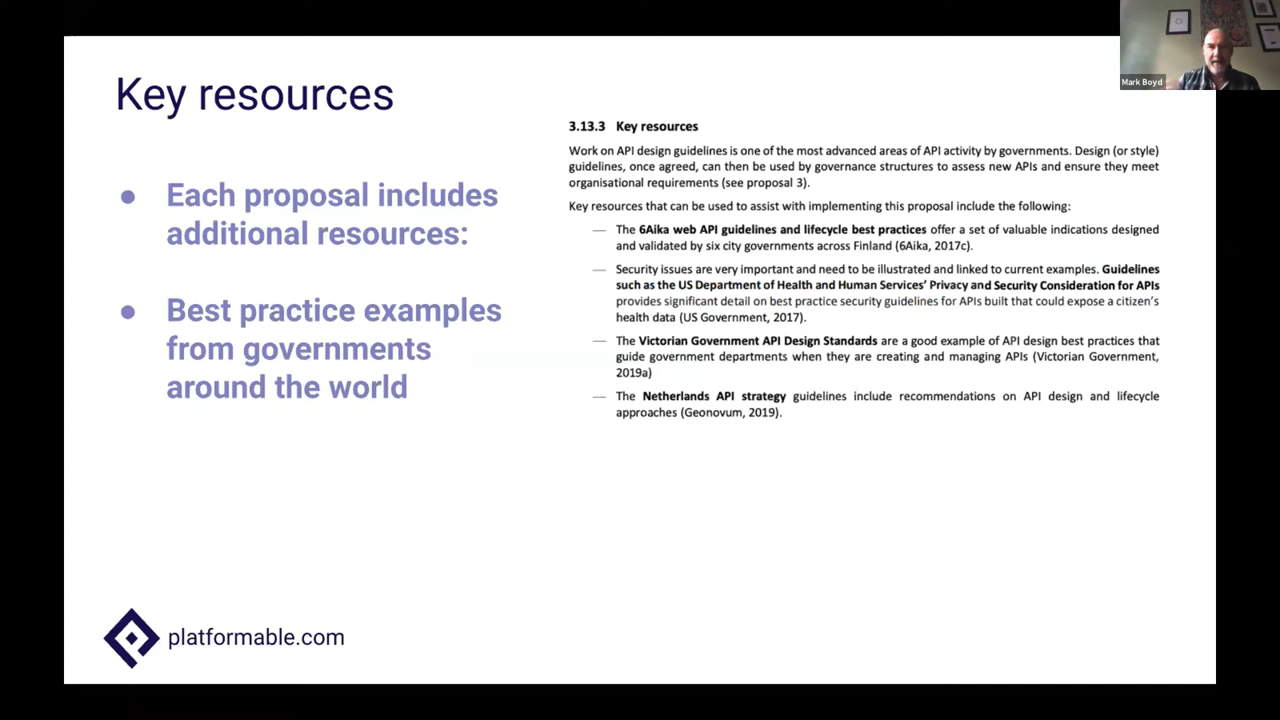 Key resources
● Each proposal includes
additional resources:
● Best practice examples
from governments
around the world
platformable.com
3.13.3 Key resources
Work on API design guidelines is one of the most advanced areas of API activity by governments. Design (or style)
guidelines, once agreed, can then be used by governance structures to assess new APIs and ensure they meet
organisational requirements (see proposal 3).
Key resources that can be used to assist with implementing this proposal include the following:
— The 6Aika web API guidelines and lifecycle best practices offer a set of valuable indications designed
and validated by six city governments across Finland (6Aika, 2017c).
— Security issues are very important and need to be illustrated and linked to current examples. Guidelines
such as the US Department of Health and Human Services’ Privacy and Security Consideration for APIs
provides significant detail on best practice security guidelines for APIs built that could expose a citizen’s
health data (US Government, 2017).
— The Victorian Government API Design Standards are a good example of API design best practices that
guide government departments when they are creating and managing APIs (Victorian Government,
2019a)
— The Netherlands API strategy guidelines include recommendations on API design and lifecycle
approaches (Geonovum, 2019).
Mark Boyd